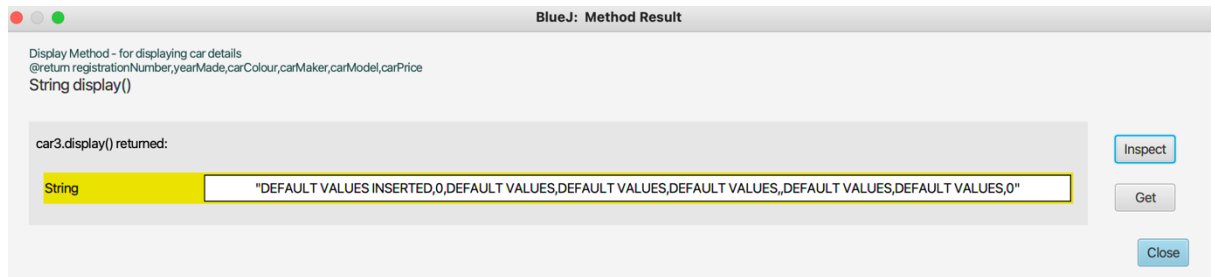 BlueJ: Method Result
Display Method - for displaying car details
@return registrationNumber,yearMade,carColour,carMaker,carModel,carPrice
String display()
car3.display() returned:
Inspect
String
"DEFAULT VALUES INSERTED,0,DEFAULT VALUES,DEFAULT VALUES,DEFAULT VALUES,,DEFAULT VALUES,DEFAULT VALUES,0"
Get
Close